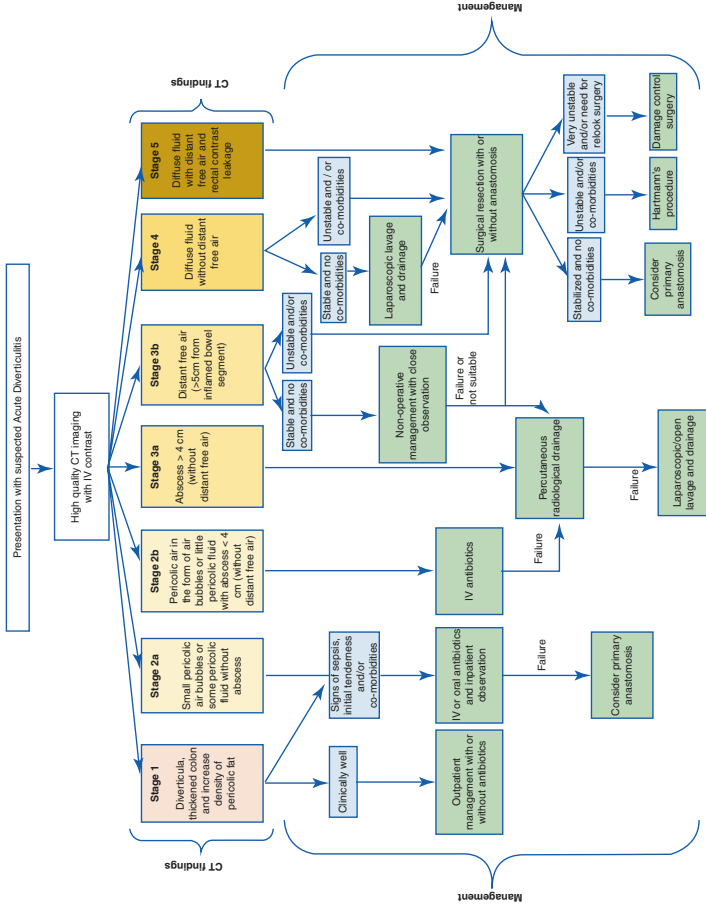 Presentation with suspected Acute Diverticulitis
High quality CT imaging
with IV contrast
CT findings
CT findings
Stage 1
Diverticula,
thickened colon
and increase
density of
pericolic fat
Stage 2a
Small pericolic
air bubbles or
some pericolic
fluid without
abscess
Stage 2b
Pericolic air in
the form of air
bubbles or little
pericolic fluid
with abscess < 4
cm (without
distant free air)
Stage 3a
Abscess > 4 cm
(without
distant free air)
Stage 3b
Distant free air
(>5cm from
inflamed bowel
segment)
Stage 4
Diffuse fluid
without distant
free air
Stage 5
Diffuse fluid
with distant
free air and
rectal contrast
leakage
Management
Management
Clinically well
Signs of sepsis,
initial tenderness
and/or
co-morbidities
Stable and no
co-morbidities
Unstable and/or
co-morbidities
Stable and no
co-morbidities
Unstable and / or
co-morbidities
Laparoscopic lavage
and drainage
Failure
Non-operative
management with close
observation
Failure or
not suitable
Outpatient
management with or
without antibiotics
IV or oral antibiotics
and inpatient
observation
Failure
Consider primary
anastomosis
IV antibiotics
Failure
Percutaneous
radiological drainage
Failure
Laparoscopic/open
lavage and drainage
Surgical resection with or
without anastomosis
Stabilized and no
co-morbidities
Unstable and/or
co-morbidities
Very unstable
and/or need for
relook surgery
Consider
primary
anastomosis
Hartmann's
procedure
Damage control
surgery